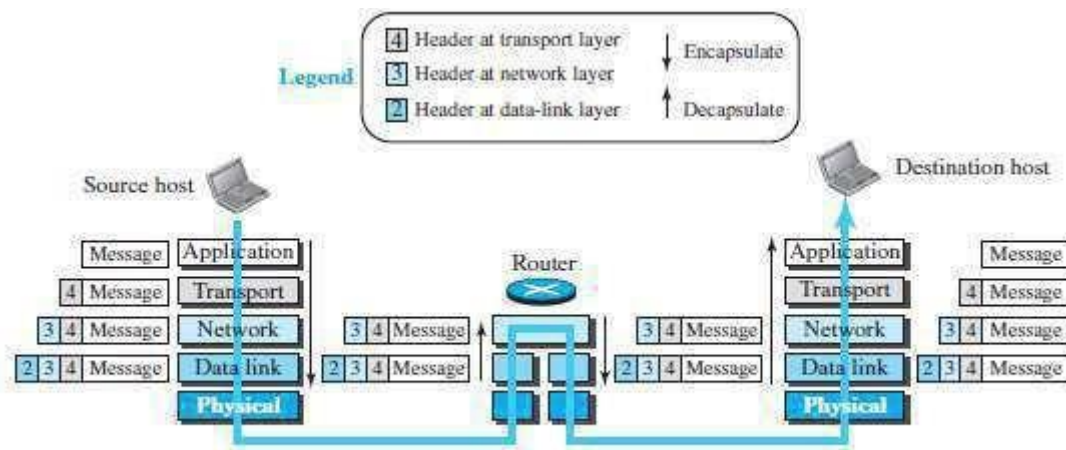 Legend
4 Header at transport layer
3 Header at network layer
2 Header at data-link layer
Encapsulate
Decapsulate
Source host
Destination host
Router
Message Application
4 Message Transport
3 4 Message Network
2 3 4 Message Data link
Physical
3 4 Message
2 3 4 Message
3 4 Message
2 3 4 Message
Application Message
Transport 4 Message
Network 3 4 Message
Data link 2 3 4 Message
Physical